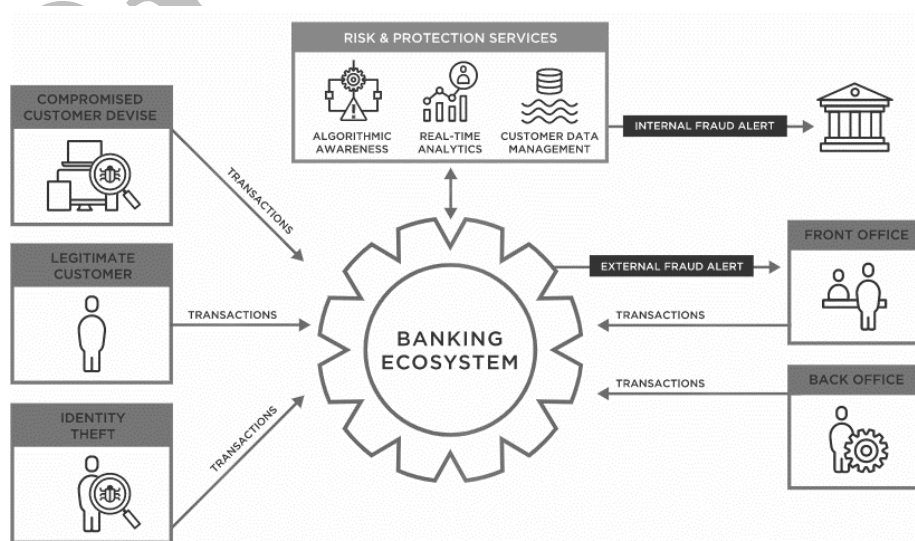 RISK & PROTECTION SERVICES
ALGORITHMIC
AWARENESS
REAL-TIME
ANALYTICS
CUSTOMER DATA
MANAGEMENT
INTERNAL FRAUD ALERT
COMPROMISED
CUSTOMER DEVISE
TRANSACTIONS
LEGITIMATE
CUSTOMER
TRANSACTIONS
IDENTITY
THEFT
TRANSACTIONS
BANKING
ECOSYSTEM
EXTERNAL FRAUD ALERT
FRONT OFFICE
TRANSACTIONS
BACK OFFICE
TRANSACTIONS